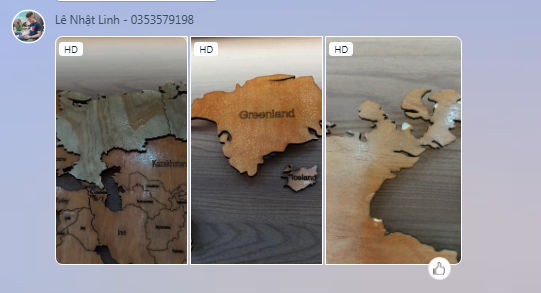 Lê Nhật Linh - 0353579198
HD
HD
HD
Greenland
Kazakhstan
Iceland